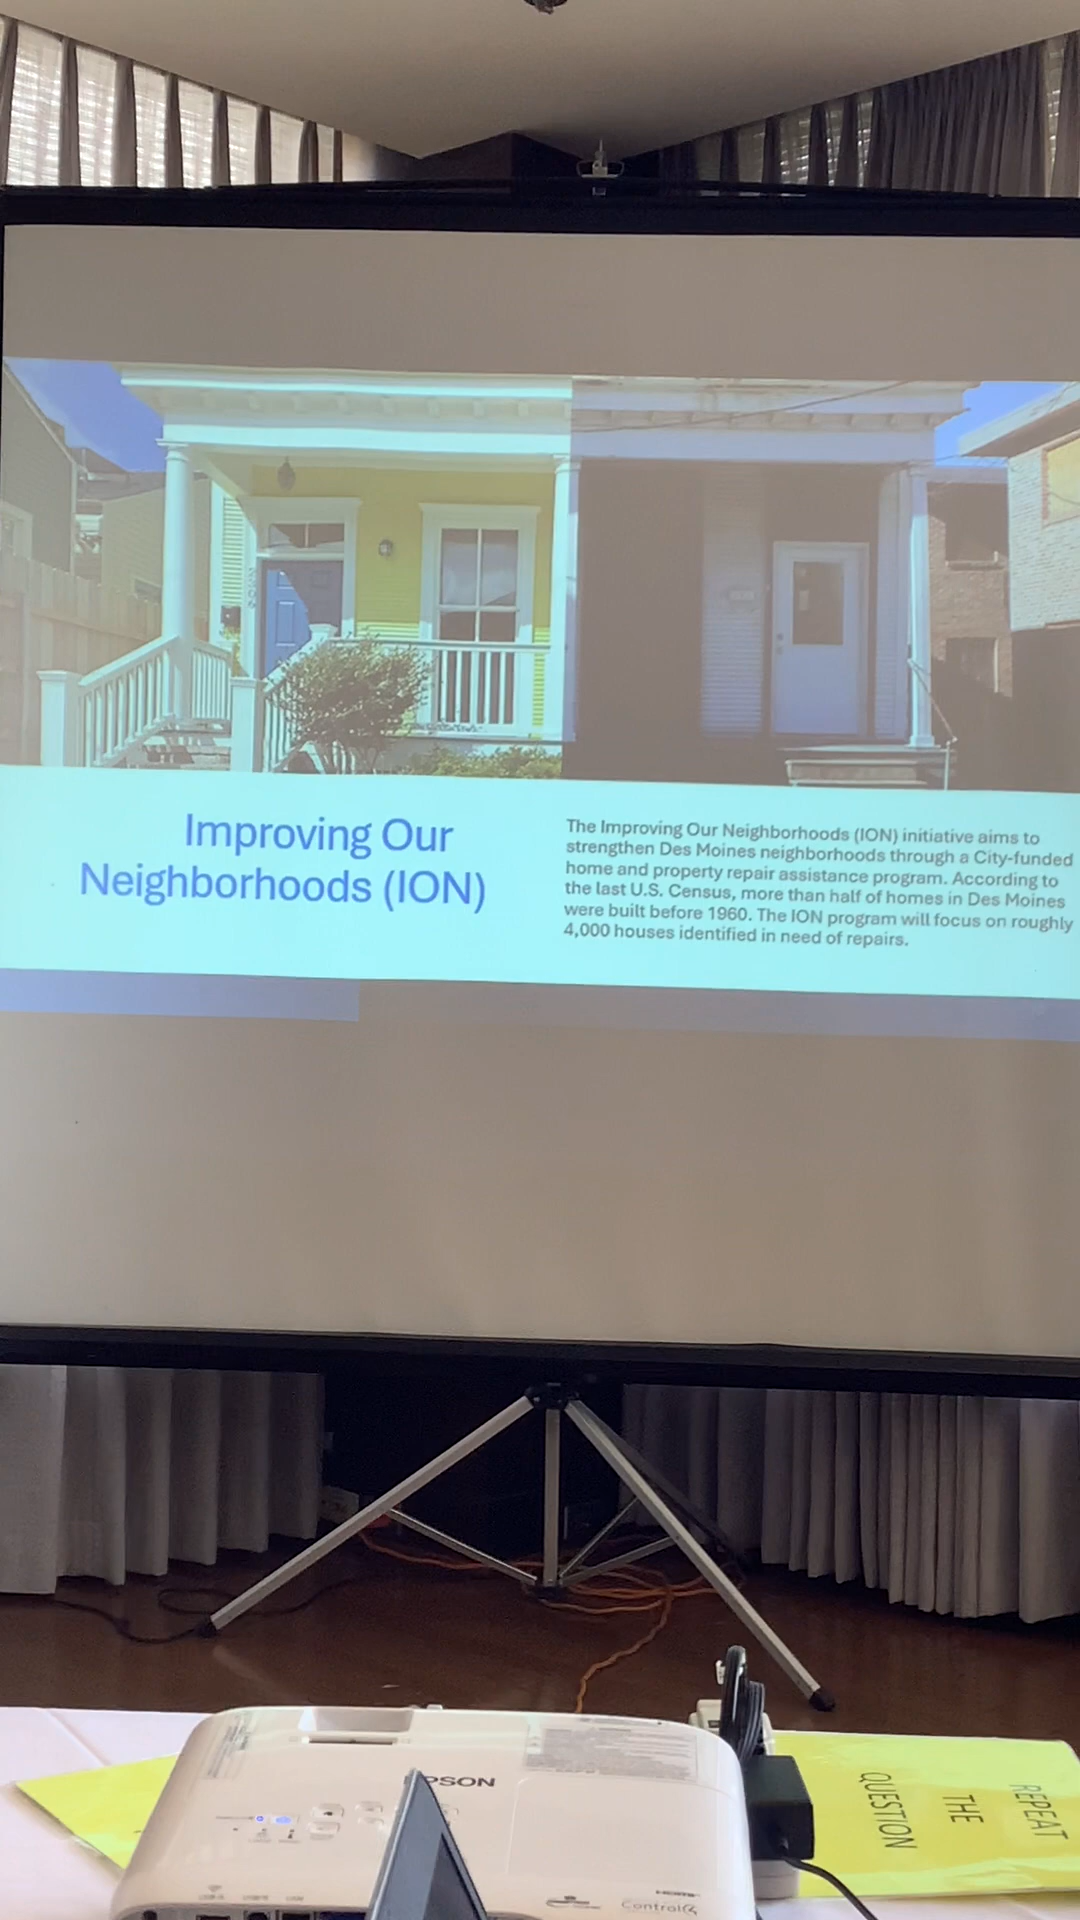 Improving Our
Neighborhoods (ION)
The Improving Our Neighborhoods (ION) initiative aims to
strengthen Des Moines neighborhoods through a City-funded
home and property repair assistance program. According to
the last U.S. Census, more than half of homes in Des Moines
were built before 1960. The ION program will focus on roughly
4,000 houses identified in need of repairs.
PSON
REPEAT
THE
QUESTION
HDMI
Control4